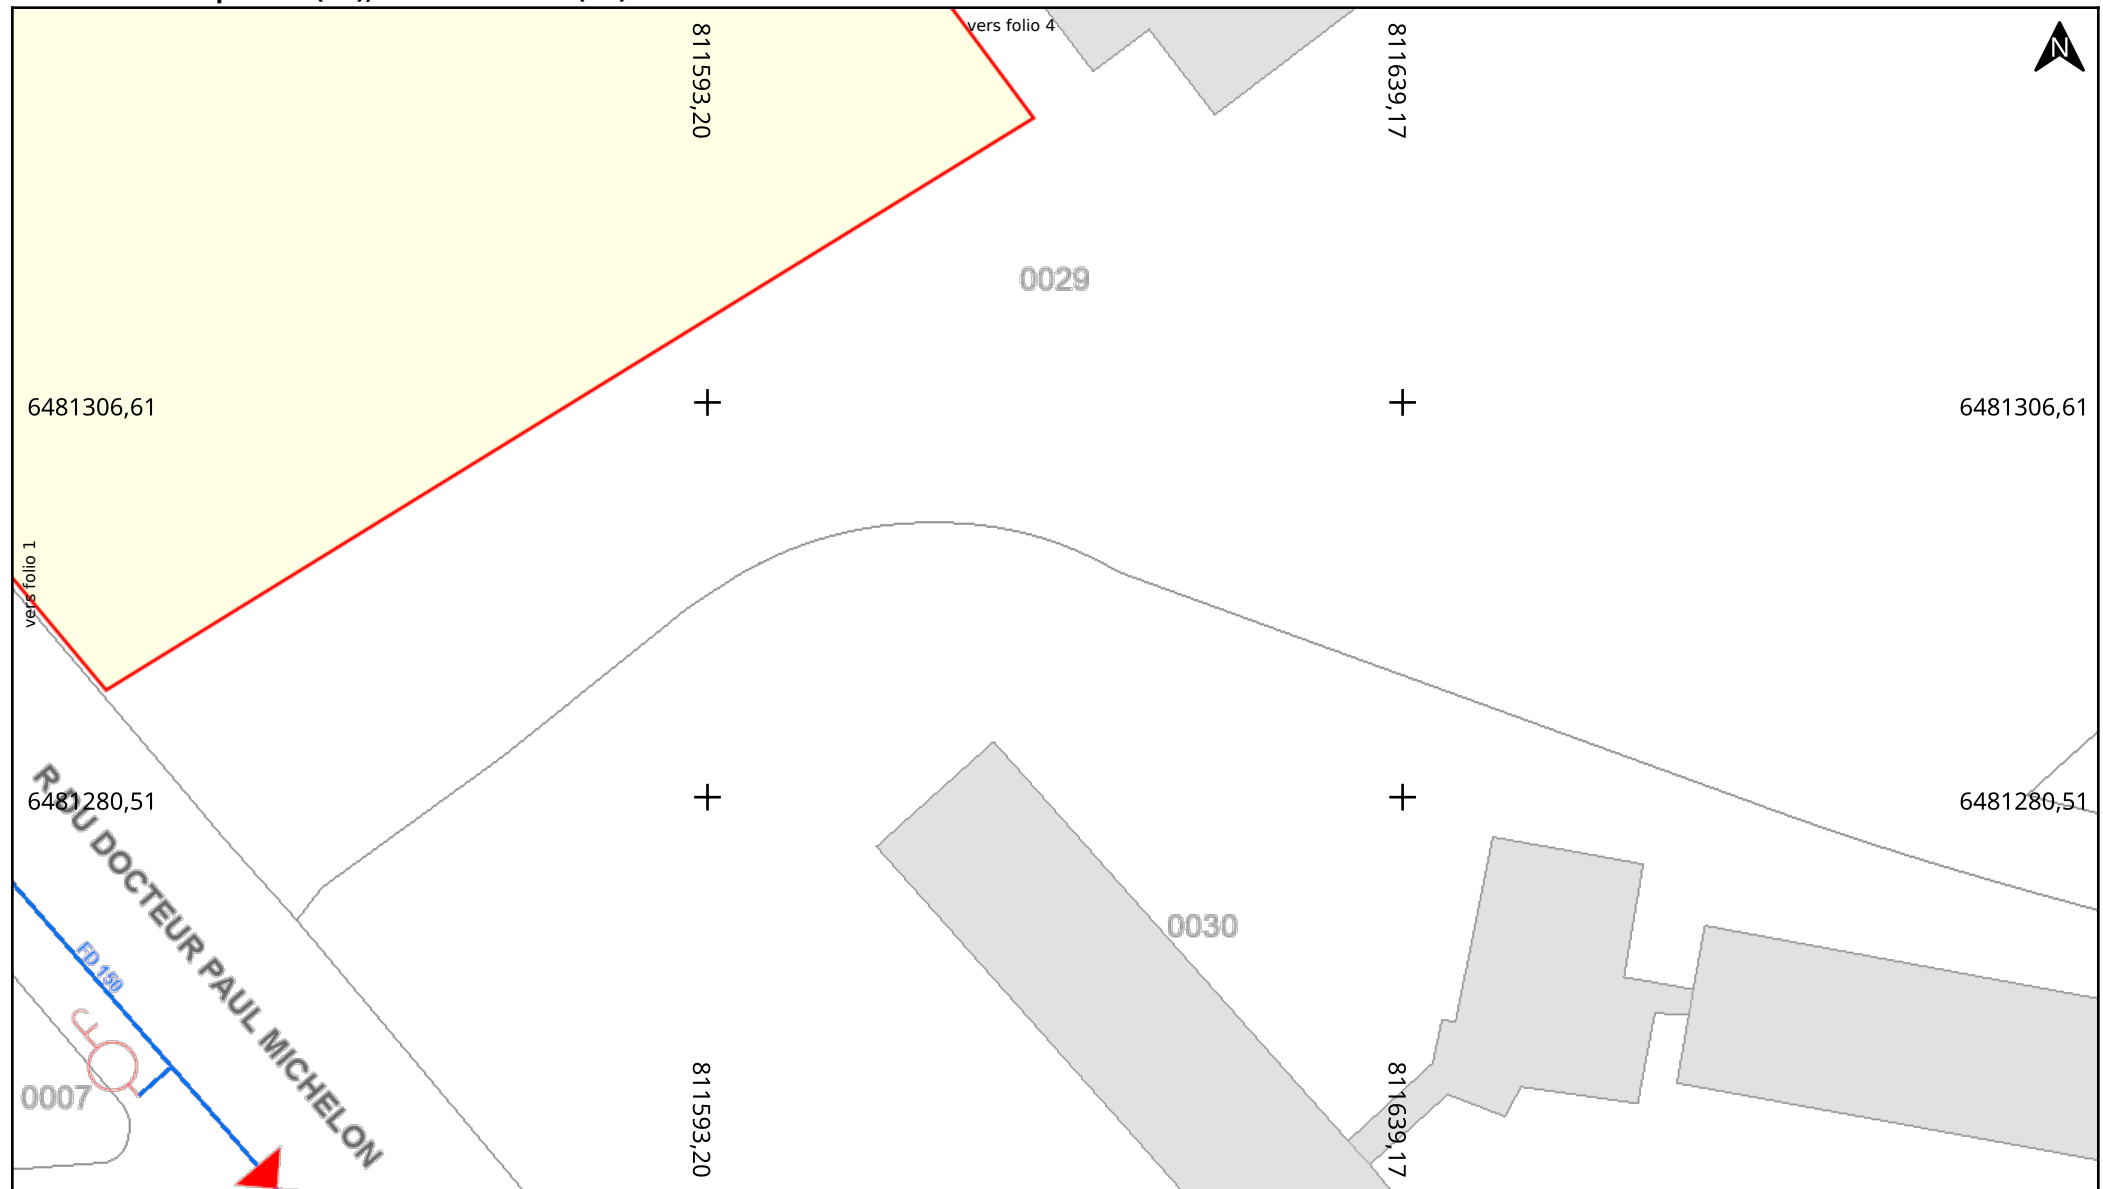 vers folio 4
811593,20
811639,17
N
0029
6481306,61
6481306,61
vers folio 1
6481280,51
6481280,51
R DU DOCTEUR PAUL MICHELON
0030
FD 150
0007
811593,20
811639,17